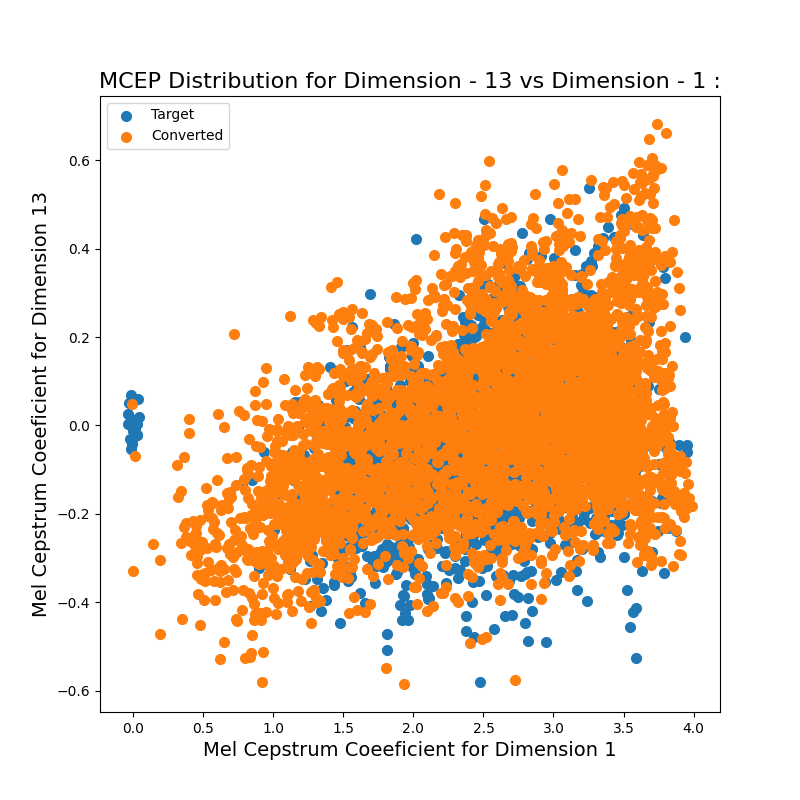 MCEP Distribution for Dimension - 13 vs Dimension - 1 :
Target
Converted
0.6
0.4
0.2
0.0
−0.2
−0.4
−0.6
Mel Cepstrum Coeeficient for Dimension 13
0.0 0.5 1.0 1.5 2.0 2.5 3.0 3.5 4.0
Mel Cepstrum Coeeficient for Dimension 1